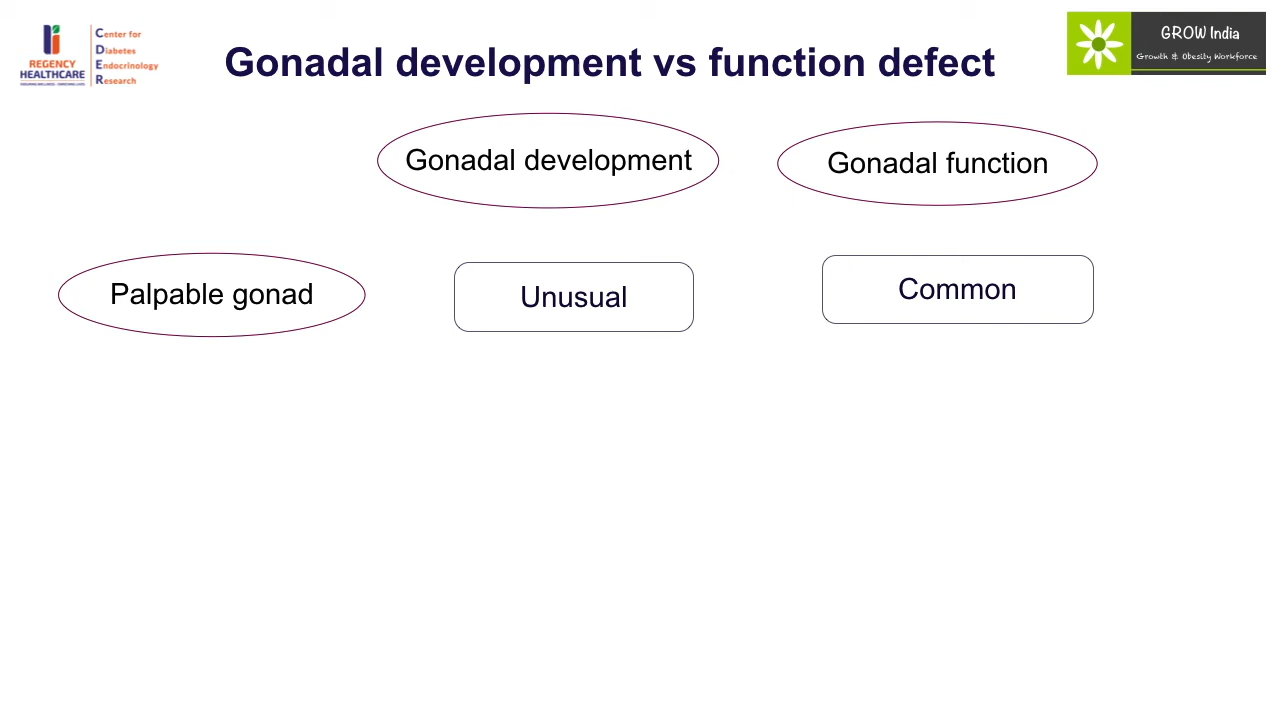 REGENCY
HEALTHCARE
Center for
Diabetes
Endocrinology
Research
Gonadal development vs function defect
GROW India
Growth & Obesity Workforce
Gonadal development
Gonadal function
Palpable gonad
Unusual
Common